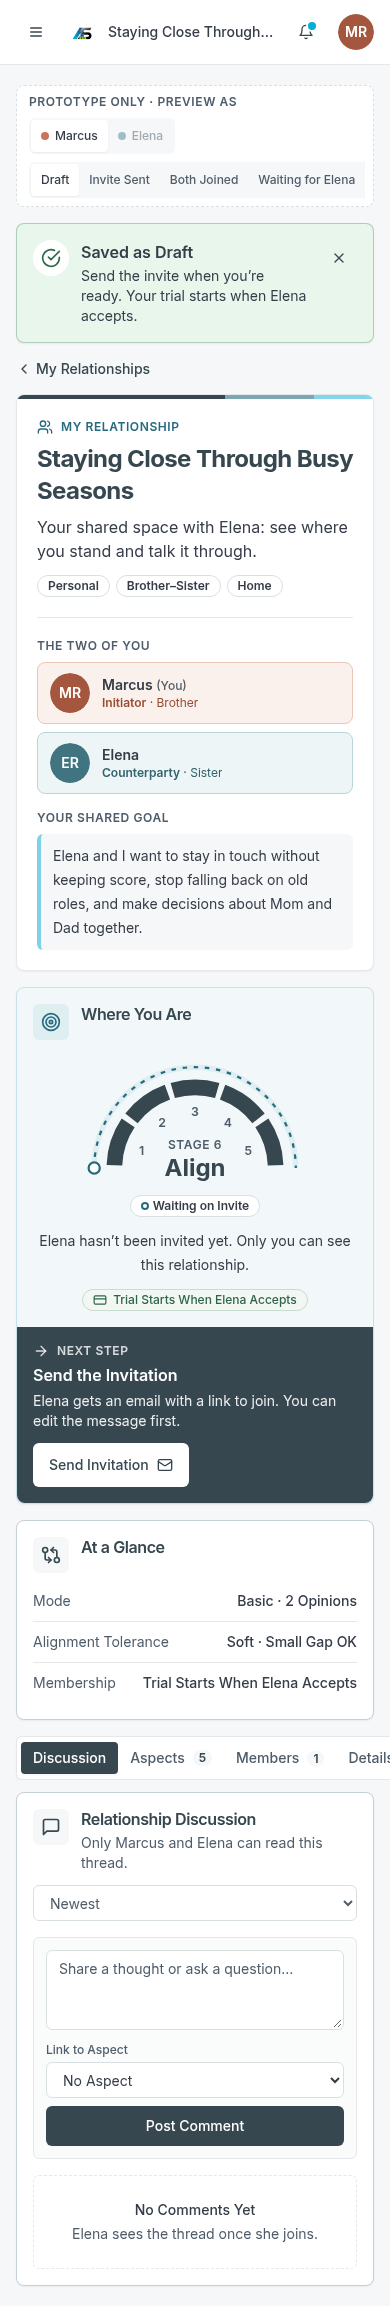 Staying Close Through...
MR
PROTOTYPE ONLY · PREVIEW AS
Marcus
Elena
Draft
Invite Sent
Both Joined
Waiting for Elena
Saved as Draft
Send the invite when you're
ready. Your trial starts when Elena
accepts.
My Relationships
MY RELATIONSHIP
Staying Close Through Busy
Seasons
Your shared space with Elena: see where
you stand and talk it through.
Personal
Brother–Sister
Home
THE TWO OF YOU
MR
Marcus (You)
Initiator · Brother
ER
Elena
Counterparty · Sister
YOUR SHARED GOAL
Elena and I want to stay in touch without
keeping score, stop falling back on old
roles, and make decisions about Mom and
Dad together.
Where You Are
1
2
3
4
5
STAGE 6
Align
Waiting on Invite
Elena hasn't been invited yet. Only you can see
this relationship.
Trial Starts When Elena Accepts
NEXT STEP
Send the Invitation
Elena gets an email with a link to join. You can
edit the message first.
Send Invitation
At a Glance
Mode
Basic · 2 Opinions
Alignment Tolerance
Soft · Small Gap OK
Membership
Trial Starts When Elena Accepts
Discussion
Aspects 5
Members 1
Details
Relationship Discussion
Only Marcus and Elena can read this
thread.
Newest
Share a thought or ask a question...
Link to Aspect
No Aspect
Post Comment
No Comments Yet
Elena sees the thread once she joins.